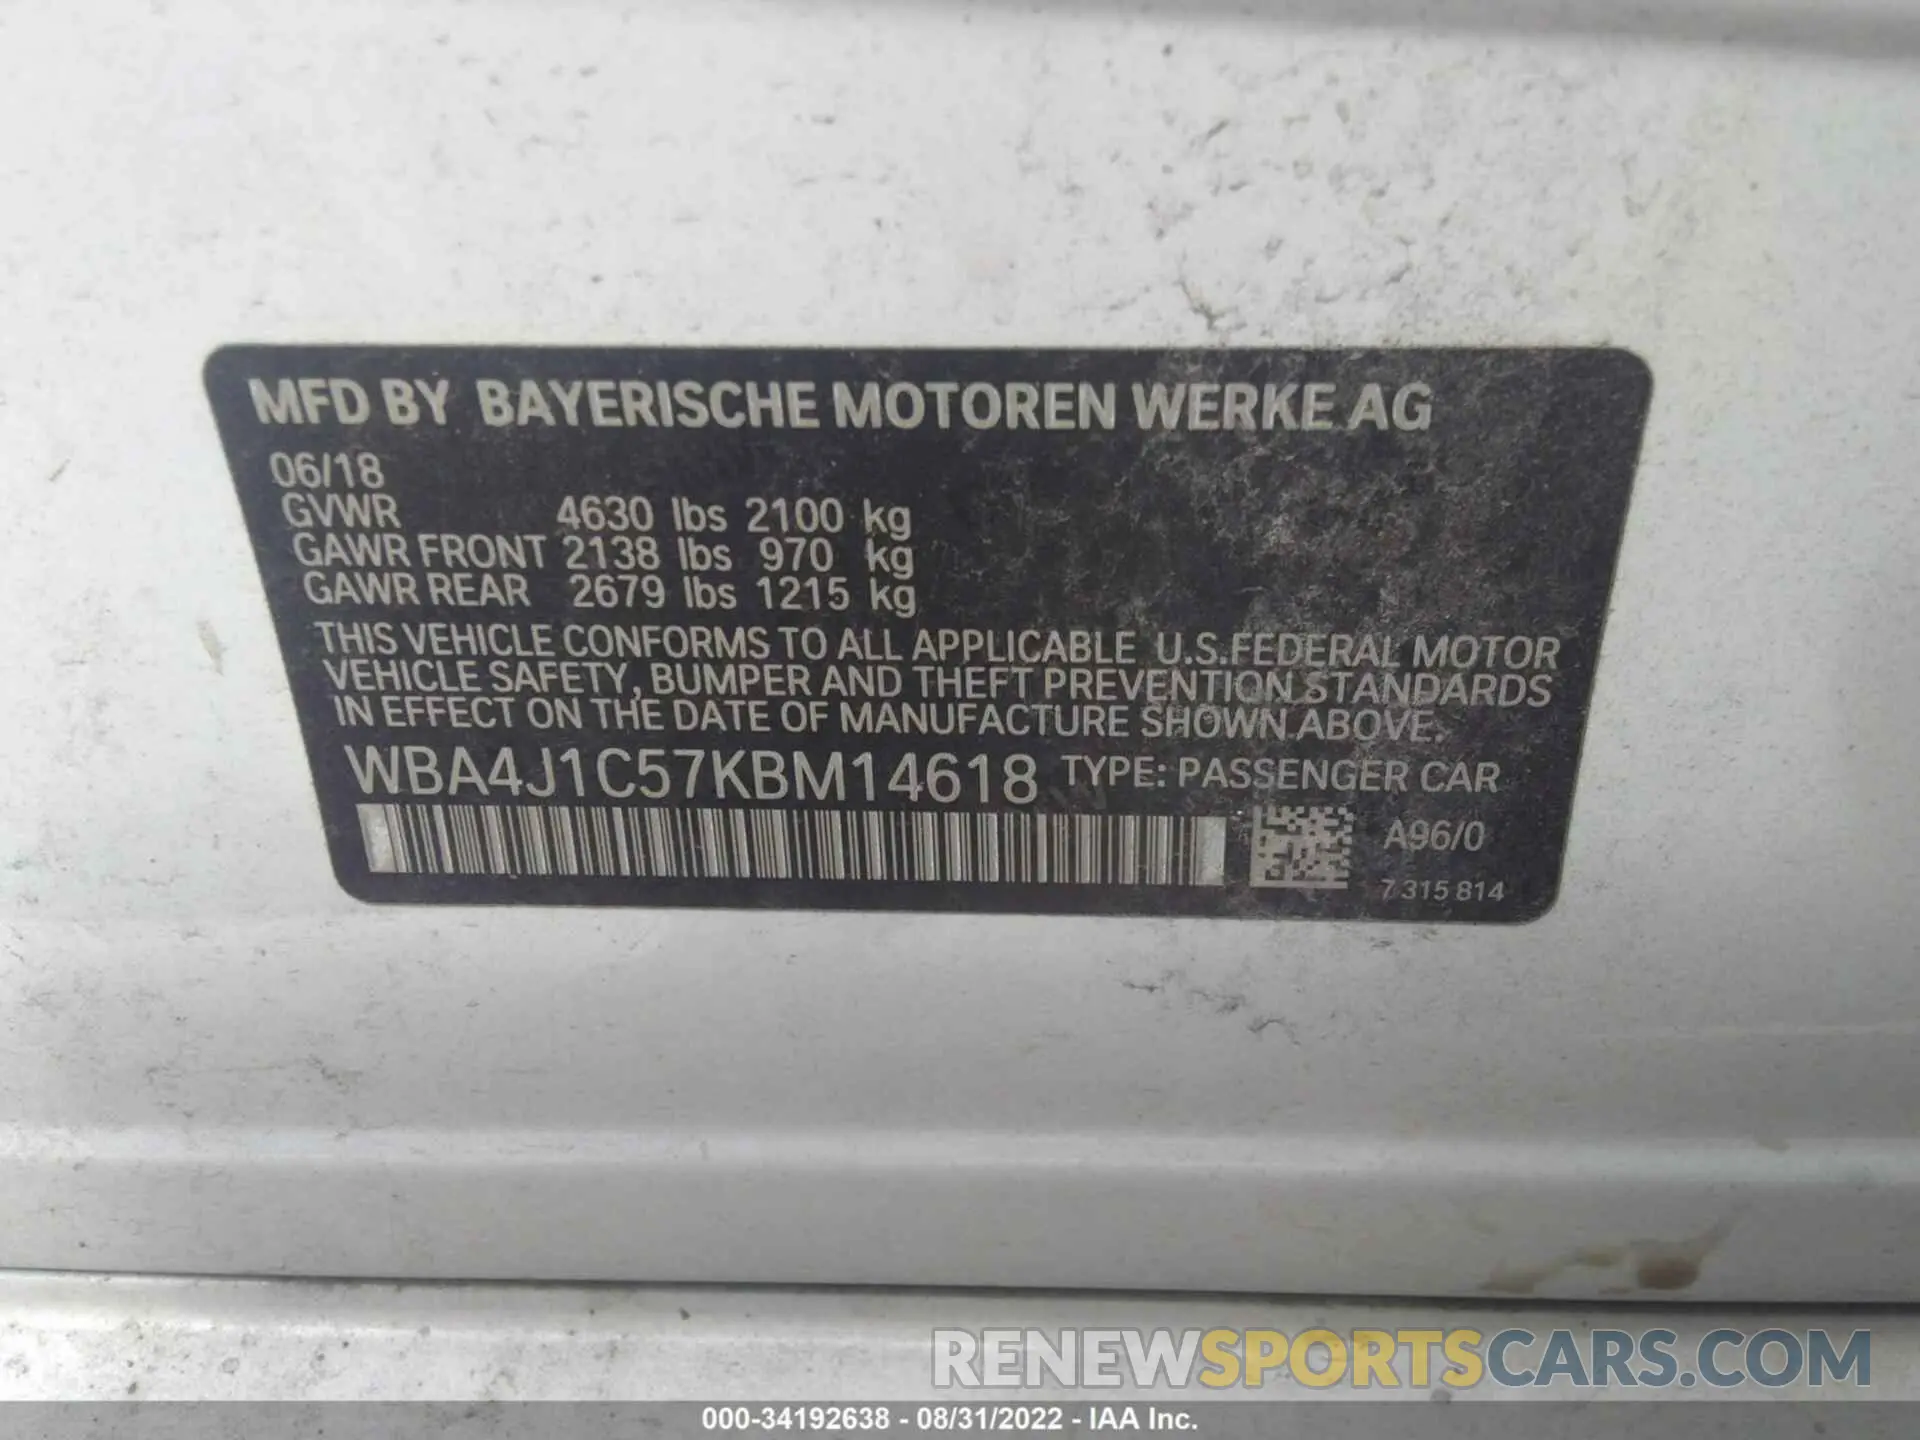 MFD BY BAYERISCHE MOTOREN WERKE AG
06/18
GVWR 4630 lbs 2100 kg
GAWR FRONT 2138 lbs 970 kg
GAWR REAR 2679 lbs 1215 kg
THIS VEHICLE CONFORMS TO ALL APPLICABLE U.S.FEDERAL MOTOR
VEHICLE SAFETY, BUMPER AND THEFT PREVENTION STANDARDS
IN EFFECT ON THE DATE OF MANUFACTURE SHOWN ABOVE.
WBA4J1C57KBM14618 TYPE: PASSENGER CAR
A96/0
7 315 814
RENEWSPORTSCARS.COM
000-34192638 - 08/31/2022 - IAA Inc.